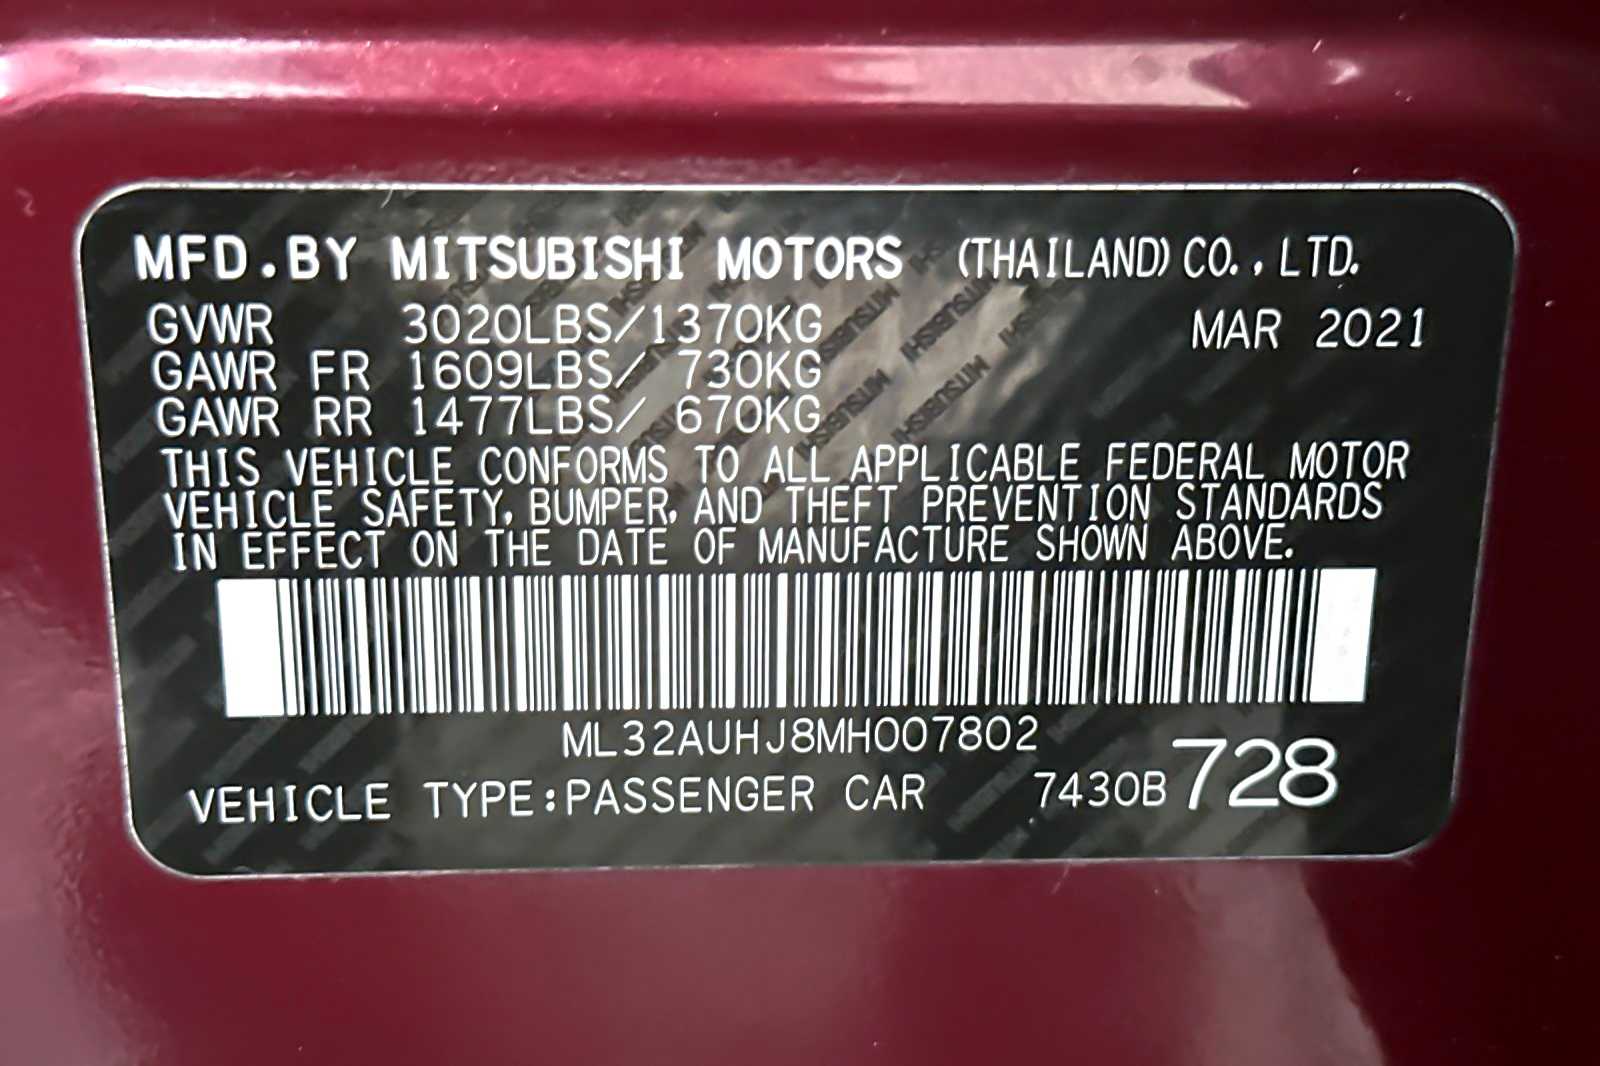 MFD.BY MITSUBISHI MOTORS (THAILAND) CO., LTD.
GVWR 3020LBS/1370KG MAR 2021
GAWR FR 1609LBS/ 730KG
GAWR RR 1477LBS/ 670KG
THIS VEHICLE CONFORMS TO ALL APPLICABLE FEDERAL MOTOR
VEHICLE SAFETY, BUMPER, AND THEFT PREVENTION STANDARDS
IN EFFECT ON THE DATE OF MANUFACTURE SHOWN ABOVE.
ML32AUHJ8MH007802
VEHICLE TYPE:PASSENGER CAR 7430B 728